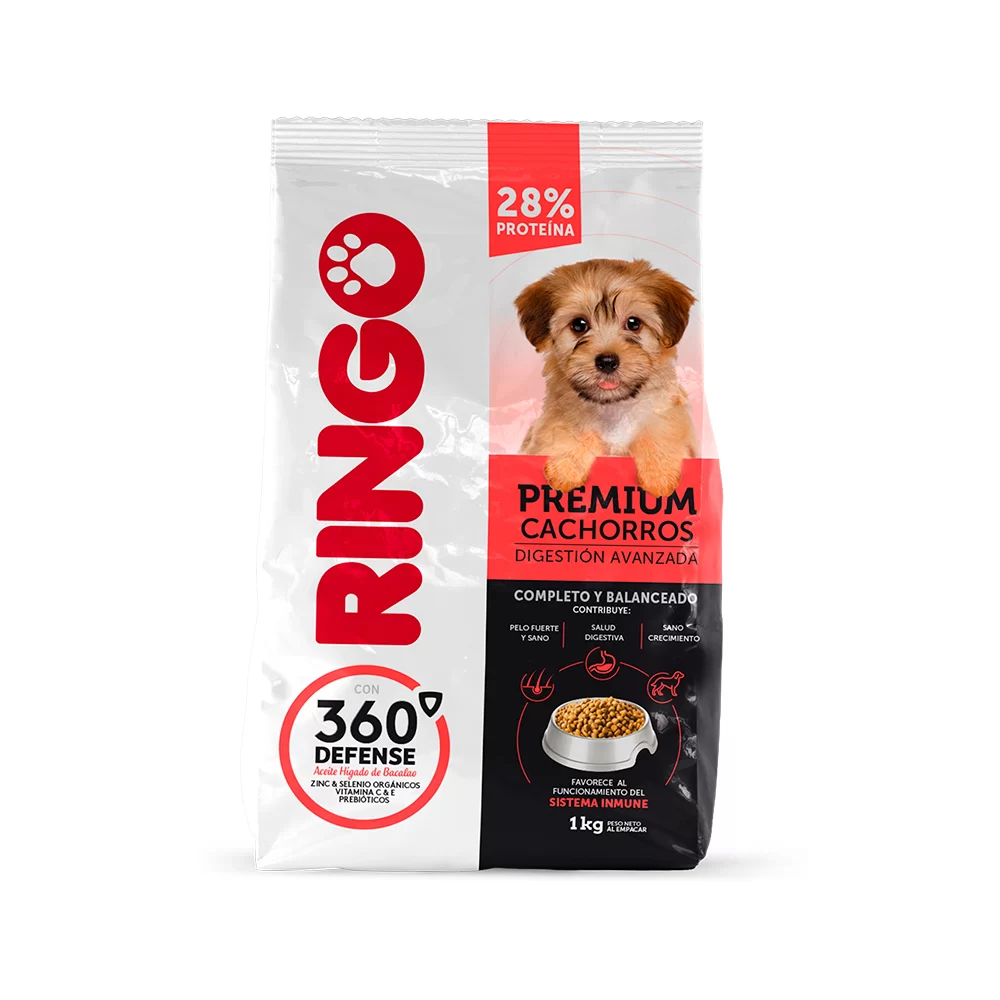 RINGO
28%
PROTEÍNA
PREMIUM
CACHORROS
DIGESTIÓN AVANZADA
COMPLETO Y BALANCEADO
CONTRIBUYE:
PELO FUERTE
Y SANO
SALUD
DIGESTIVA
SANO
CRECIMIENTO
CON
360°
DEFENSE
Aceite Higado de Bacalao
ZINC & SELENIO ORGÁNICOS
VITAMINA C & E
PREBIÓTICOS
FAVORECE AL
FUNCIONAMIENTO DEL
SISTEMA INMUNE
1 kg PESO NETO
AL EMPACAR